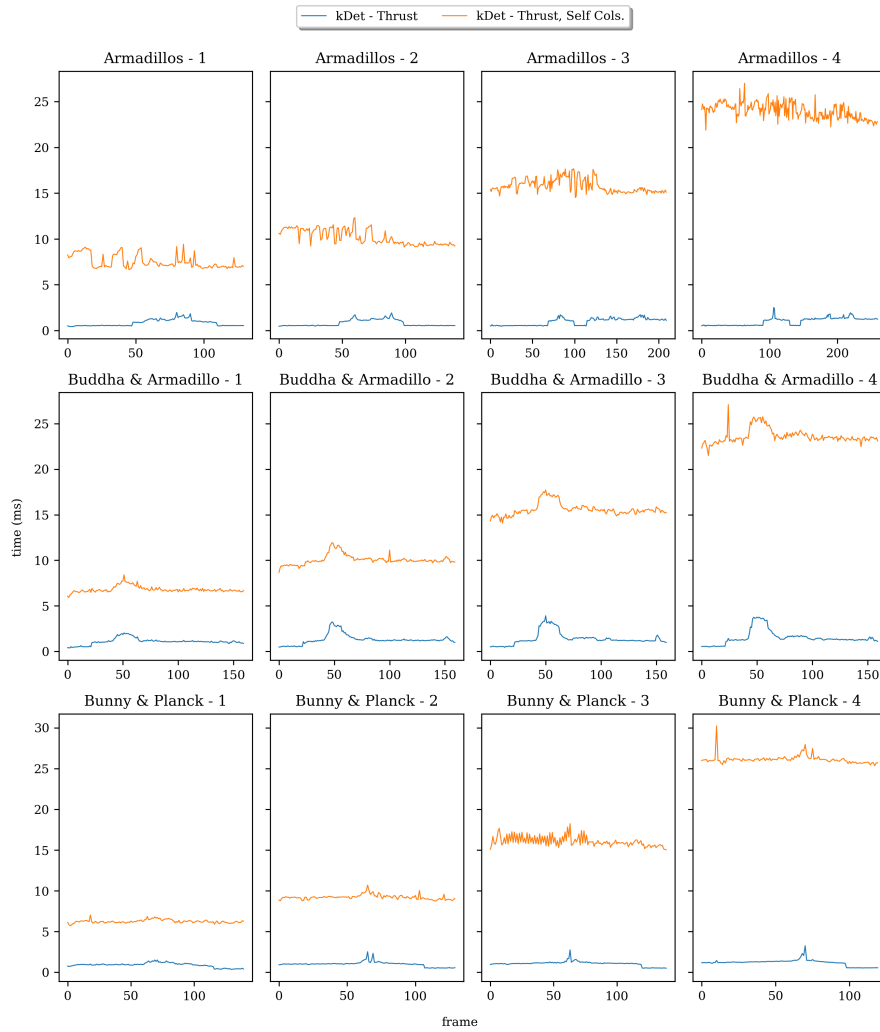 kDet - Thrust kDet - Thrust, Self Cols.
Armadillos - 1 Armadillos - 2 Armadillos - 3 Armadillos - 4
25
20
15
10
5
0
0 50 100 0 50 100 0 50 100 150 200 0 100 200
Buddha & Armadillo - 1 Buddha & Armadillo - 2 Buddha & Armadillo - 3 Buddha & Armadillo - 4
25
20
15
time (ms)
10
5
0
0 50 100 150 0 50 100 150 0 50 100 150 0 50 100 150
Bunny & Planck - 1 Bunny & Planck - 2 Bunny & Planck - 3 Bunny & Planck - 4
30
25
20
15
10
5
0
0 50 100 0 50 100 0 50 100 0 50 100
frame